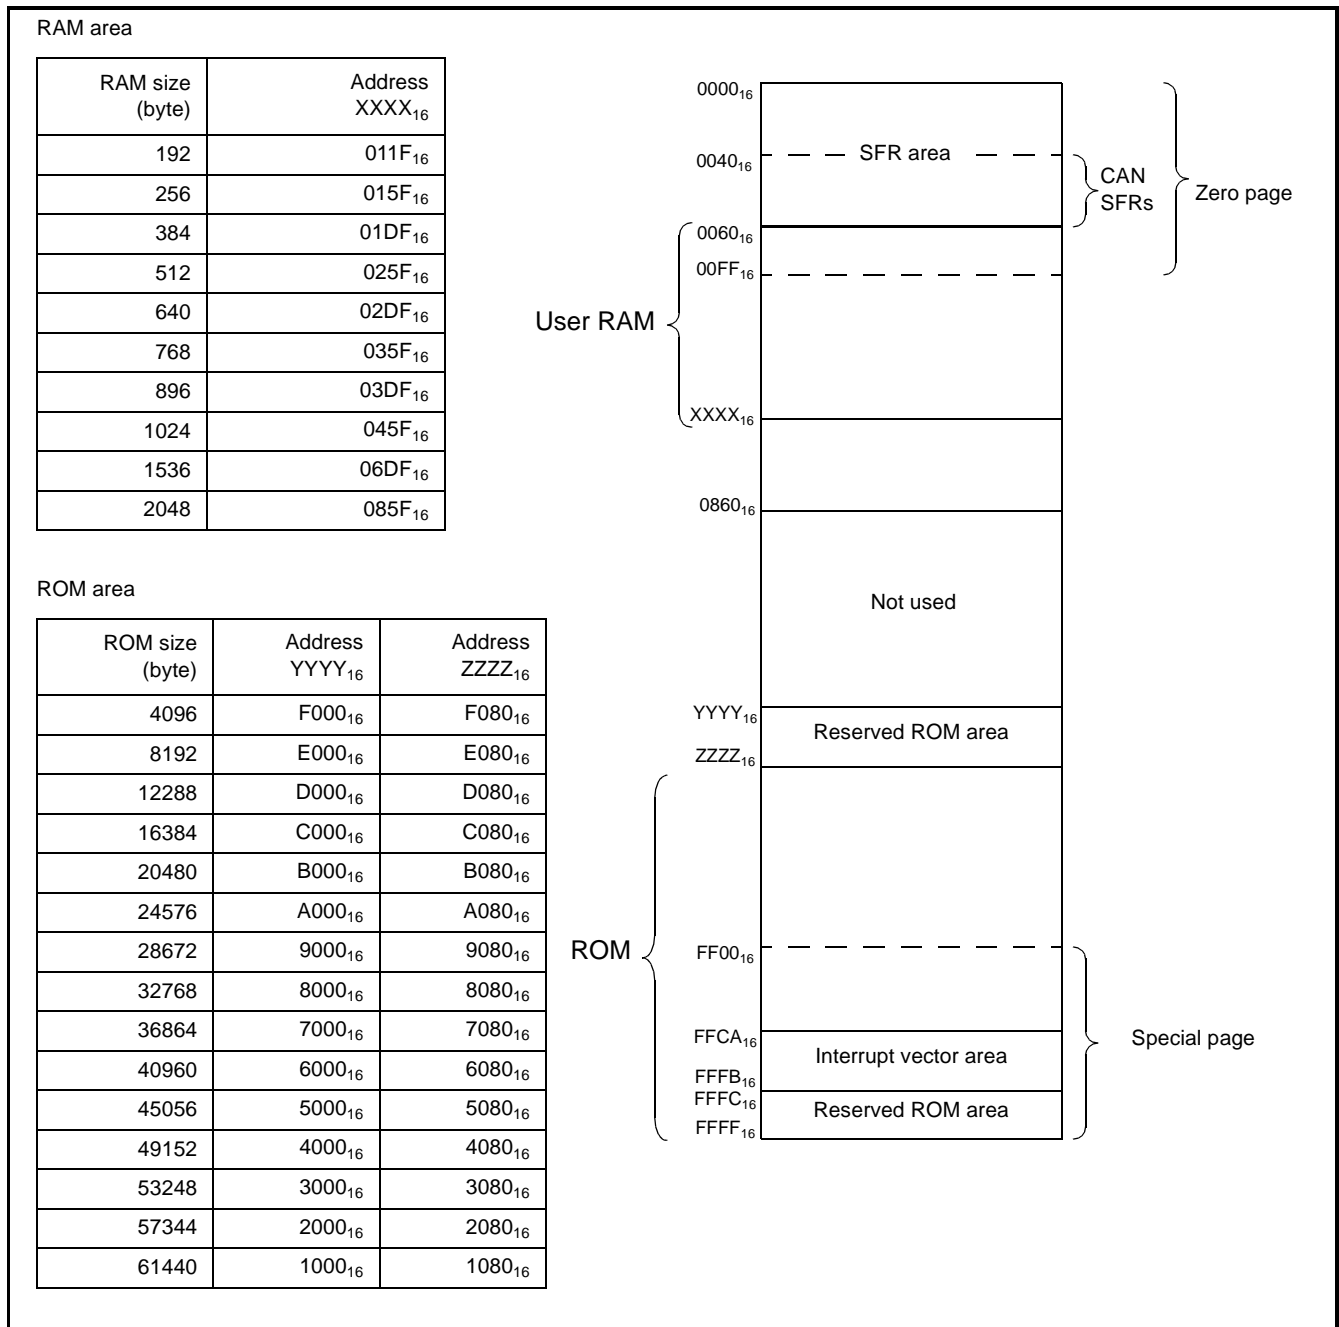 RAM area
RAM size (byte) Address XXXX₁₆
192 011F₁₆
256 015F₁₆
384 01DF₁₆
512 025F₁₆
640 02DF₁₆
768 035F₁₆
896 03DF₁₆
1024 045F₁₆
1536 06DF₁₆
2048 085F₁₆
ROM area
ROM size (byte) Address YYYY₁₆ Address ZZZZ₁₆
4096 F000₁₆ F080₁₆
8192 E000₁₆ E080₁₆
12288 D000₁₆ D080₁₆
16384 C000₁₆ C080₁₆
20480 B000₁₆ B080₁₆
24576 A000₁₆ A080₁₆
28672 9000₁₆ 9080₁₆
32768 8000₁₆ 8080₁₆
36864 7000₁₆ 7080₁₆
40960 6000₁₆ 6080₁₆
45056 5000₁₆ 5080₁₆
49152 4000₁₆ 4080₁₆
53248 3000₁₆ 3080₁₆
57344 2000₁₆ 2080₁₆
61440 1000₁₆ 1080₁₆
0000₁₆
SFR area
0040₁₆
CAN
SFRs
Zero page
0060₁₆
00FF₁₆
User RAM
XXXX₁₆
0860₁₆
Not used
YYYY₁₆
Reserved ROM area
ZZZZ₁₆
ROM
FF00₁₆
FFCA₁₆
Interrupt vector area
Special page
FFFB₁₆
FFFC₁₆
Reserved ROM area
FFFF₁₆